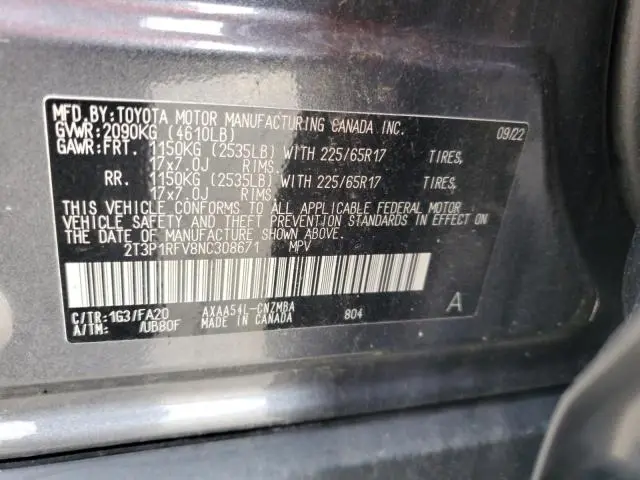 MFD.BY:TOYOTA MOTOR MANUFACTURING CANADA INC.
GVWR:2090KG (4610LB) 09/22
GAWR:FRT. 1150KG (2535LB) WITH 225/65R17 TIRES,
17x7.0J RIMS,
RR. 1150KG (2535LB) WITH 225/65R17 TIRES,
17x7.0J RIMS,
THIS VEHICLE CONFORMS TO ALL APPLICABLE FEDERAL MOTOR
VEHICLE SAFETY AND THEFT PREVENTION STANDARDS IN EFFECT ON
THE DATE OF MANUFACTURE SHOWN ABOVE.
2T3P1RFV8NC308671 MPV
C/TR:1G3/FA20 AXAA54L-CNZMBA 804 A
A/TM: /UB80F MADE IN CANADA